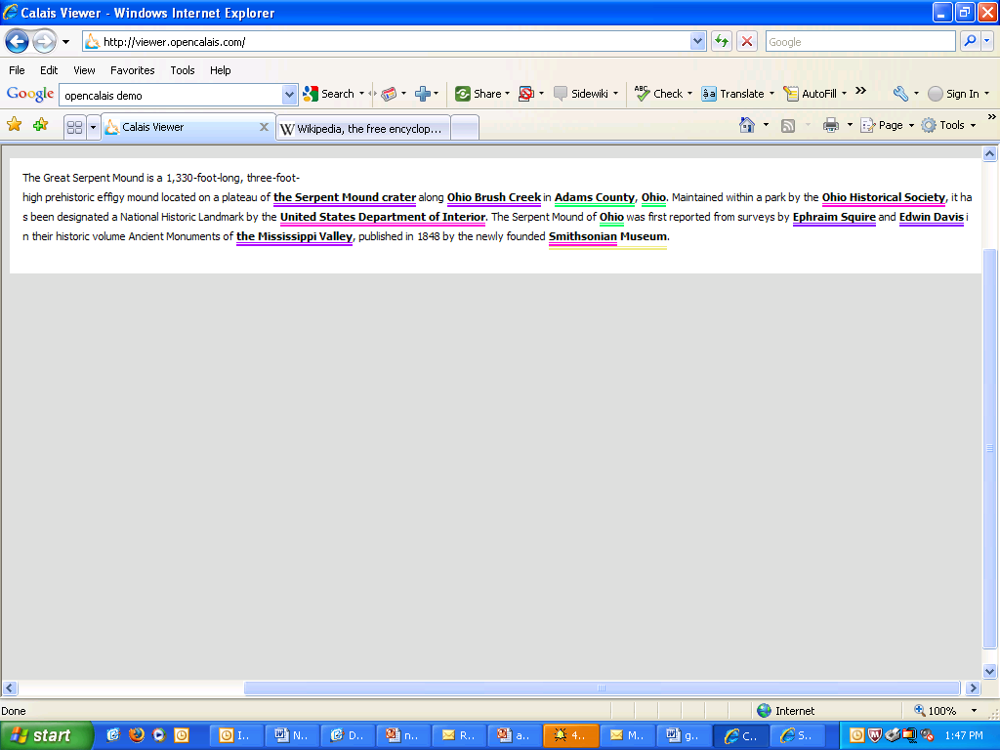 Calais Viewer - Windows Internet Explorer
http://viewer.opencalais.com/
Google
File Edit View Favorites Tools Help
Google opencalais demo Search Share Sidewiki ABC Check Translate AutoFill >> Sign In
Calais Viewer X W Wikipedia, the free encyclop... Page Tools >>
The Great Serpent Mound is a 1,330-foot-long, three-foot-
high prehistoric effigy mound located on a plateau of the Serpent Mound crater along Ohio Brush Creek in Adams County, Ohio. Maintained within a park by the Ohio Historical Society, it ha
s been designated a National Historic Landmark by the United States Department of Interior. The Serpent Mound of Ohio was first reported from surveys by Ephraim Squire and Edwin Davis i
n their historic volume Ancient Monuments of the Mississippi Valley, published in 1848 by the newly founded Smithsonian Museum.
Done Internet 100%
start I... N... D... n... R... a... 4... M... g... C... S... 1:47 PM